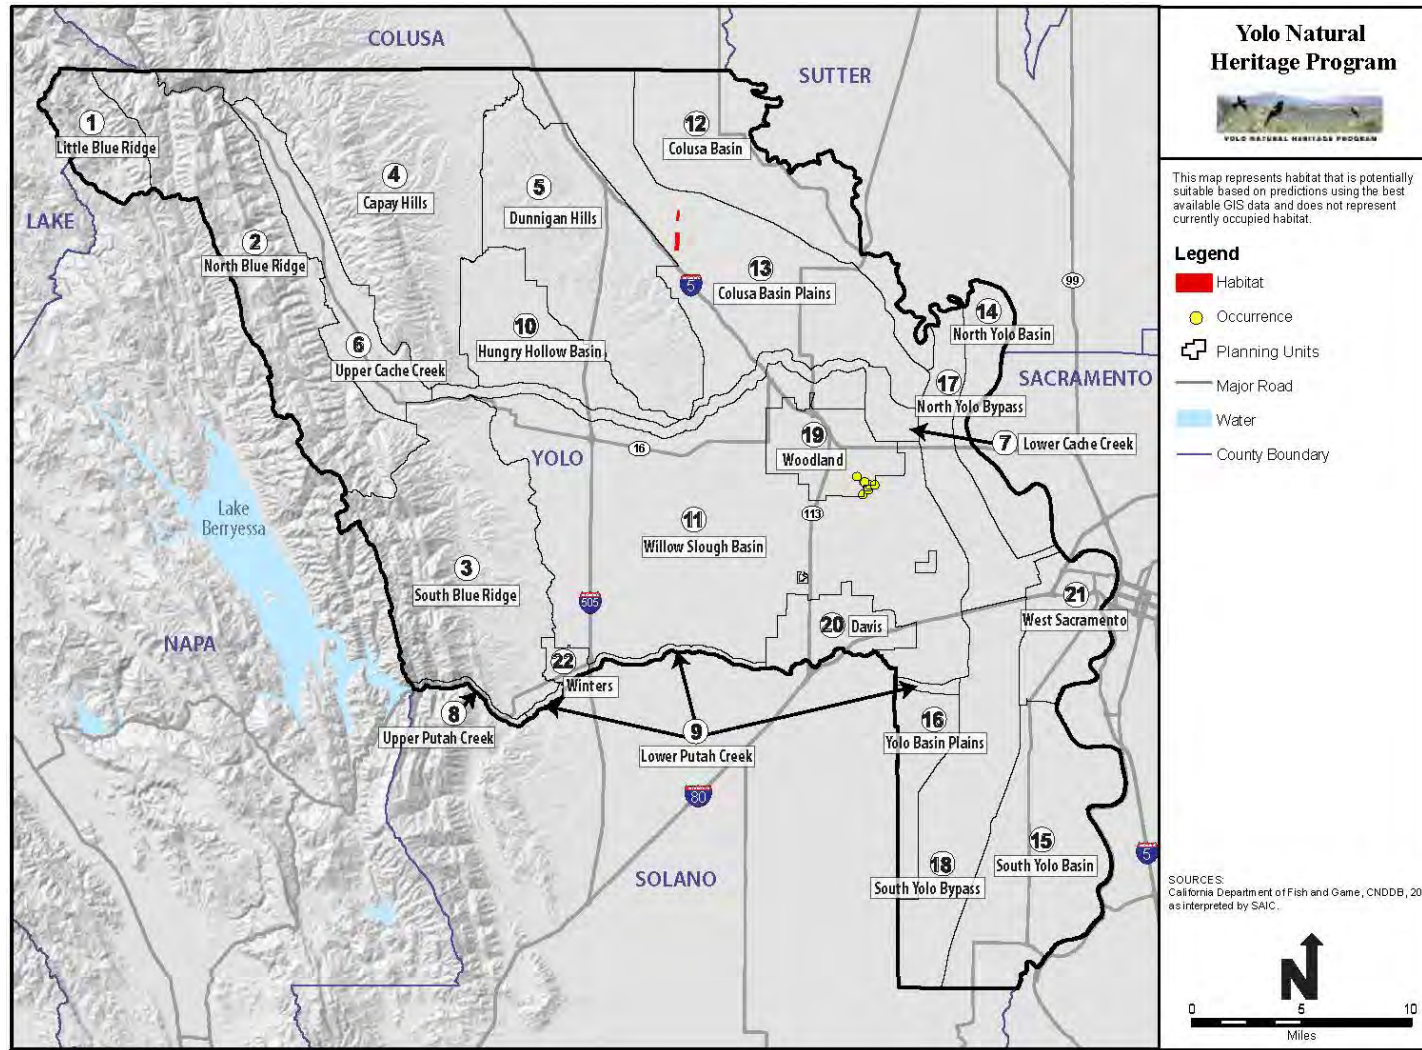 COLUSA
SUTTER
1
Little Blue Ridge
12
Colusa Basin
4
Capay Hills
5
Dunnigan Hills
LAKE
2
North Blue Ridge
13
Colusa Basin Plains
5
99
14
North Yolo Basin
10
Hungry Hollow Basin
6
Upper Cache Creek
SACRAMENTO
17
North Yolo Bypass
7 Lower Cache Creek
19
Woodland
16
YOLO
113
11
Willow Slough Basin
Lake
Berryessa
3
South Blue Ridge
505
21
West Sacramento
20 Davis
NAPA
22
Winters
8
Upper Putah Creek
9
Lower Putah Creek
16
Yolo Basin Plains
80
15
South Yolo Basin
18
South Yolo Bypass
5
SOLANO
Yolo Natural
Heritage Program
YOLO NATURAL HERITAGE PROGRAM
This map represents habitat that is potentially
suitable based on predictions using the best
available GIS data and does not represent
currently occupied habitat.
Legend
Habitat
Occurrence
Planning Units
Major Road
Water
County Boundary
SOURCES:
California Department of Fish and Game, CNDDB, 20
as interpreted by SAIC.
N
0 5 10
Miles